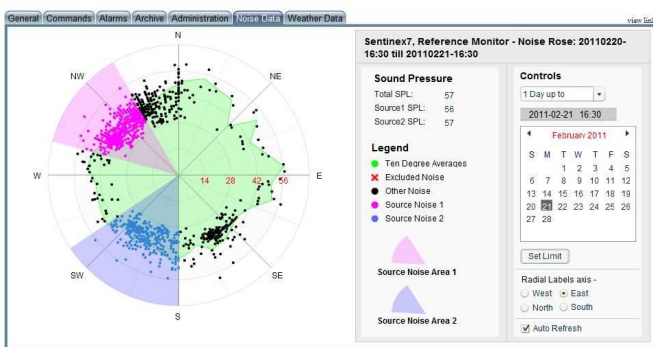 General Commands Alarms Archive Administration Noise Data Weather Data
view list
N
NW
NE
W
14 28 42 56
E
SW
SE
S
Sentinex7, Reference Monitor - Noise Rose: 20110220-
16:30 till 20110221-16:30
Sound Pressure
Total SPL: 57
Source1 SPL: 56
Source2 SPL: 57
Legend
Ten Degree Averages
Excluded Noise
Other Noise
Source Noise 1
Source Noise 2
Source Noise Area 1
Source Noise Area 2
Controls
1 Day up to
2011-02-21 16:30
February 2011
S M T W T F S
1 2 3 4 5
6 7 8 9 10 11 12
13 14 15 16 17 18 19
20 21 22 23 24 25 26
27 28
Set Limit
Radial Labels axis -
West East
North South
Auto Refresh